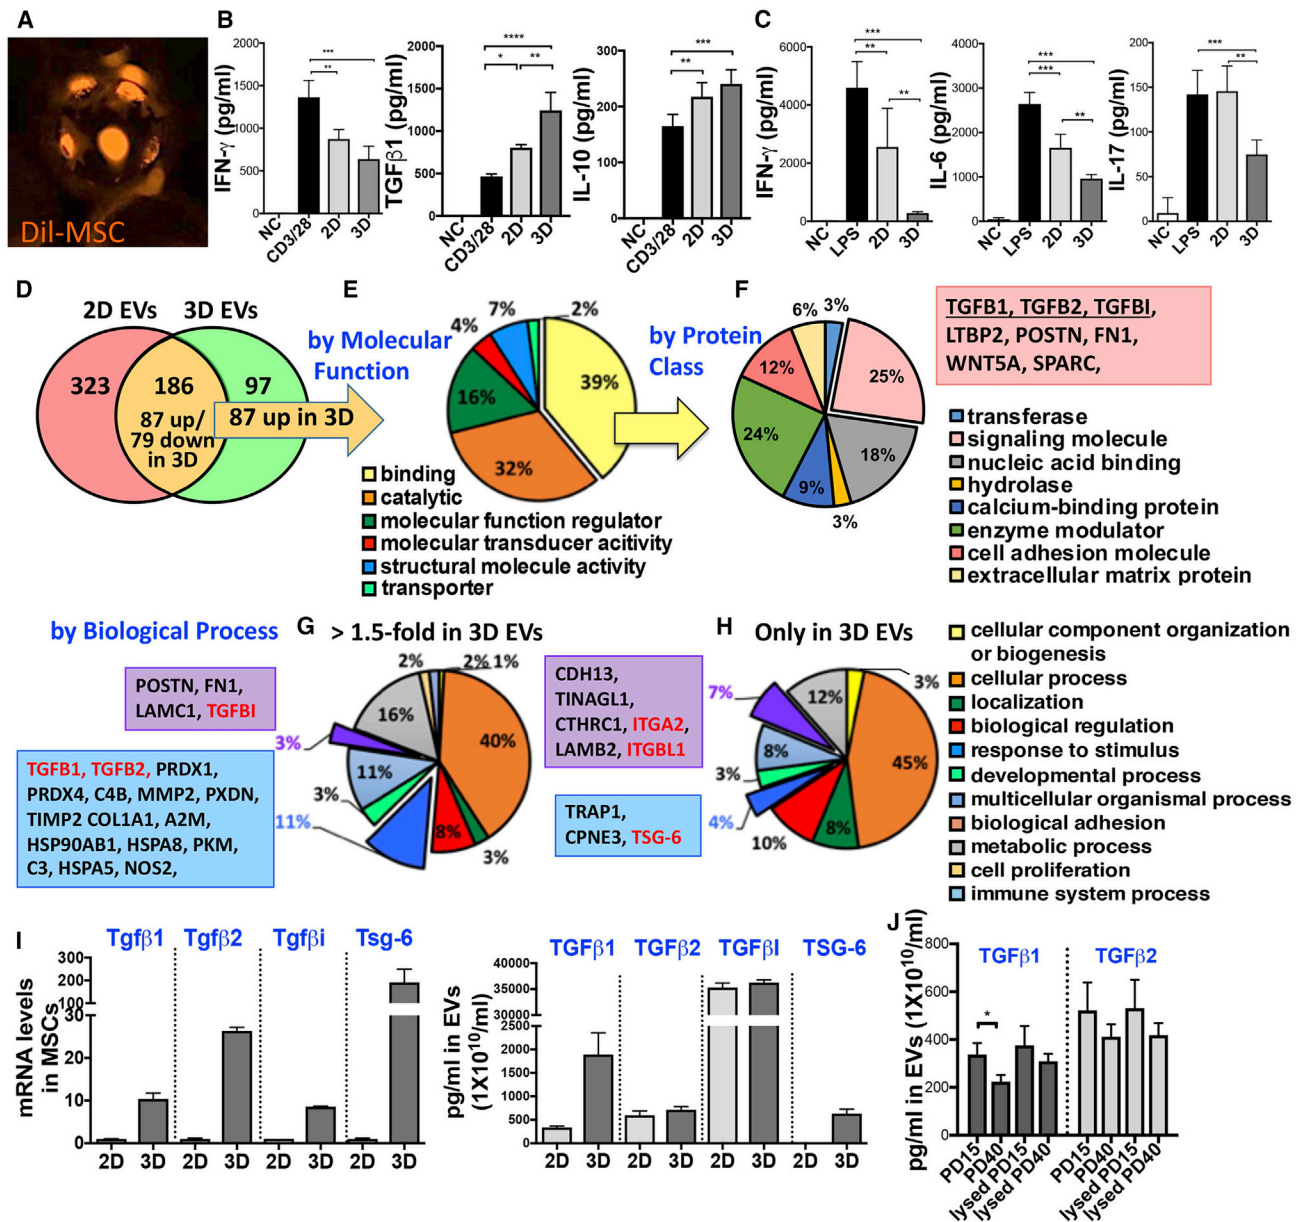 A
Dil-MSC
B
IFN-γ (pg/ml)
2000
1500
1000
500
0
***
**
NC
CD3/28
2D
3D
TGFβ1 (pg/ml)
2000
1500
1000
500
0
****
*
**
NC
CD3/28
2D
3D
IL-10 (pg/ml)
300
200
100
0
***
**
NC
CD3/28
2D
3D
C
IFN-γ (pg/ml)
6000
4000
2000
0
***
**
**
NC
LPS
2D
3D
IL-6 (pg/ml)
4000
3000
2000
1000
0
***
***
**
NC
LPS
2D
3D
IL-17 (pg/ml)
200
150
100
50
0
***
**
NC
LPS
2D
3D
D
2D EVs
3D EVs
323
186
97
87 up/
79 down
in 3D
87 up in 3D
E
by Molecular
Function
4%
7%
2%
39%
16%
32%
binding
catalytic
molecular function regulator
molecular transducer acitivity
structural molecule activity
transporter
F
by Protein
Class
6%
3%
12%
25%
24%
18%
9%
3%
TGFB1, TGFB2, TGFBI,
LTBP2, POSTN, FN1,
WNT5A, SPARC,
transferase
signaling molecule
nucleic acid binding
hydrolase
calcium-binding protein
enzyme modulator
cell adhesion molecule
extracellular matrix protein
by Biological Process
G
> 1.5-fold in 3D EVs
POSTN, FN1,
LAMC1, TGFBI
TGFB1, TGFB2, PRDX1,
PRDX4, C4B, MMP2, PXDN,
TIMP2 COL1A1, A2M,
HSP90AB1, HSPA8, PKM,
C3, HSPA5, NOS2,
2%
2%
1%
16%
40%
3%
11%
3%
11%
8%
3%
H
Only in 3D EVs
CDH13,
TINAGL1,
CTHRC1, ITGA2,
LAMB2, ITGBL1
TRAP1,
CPNE3, TSG-6
7%
12%
3%
8%
45%
3%
4%
10%
8%
cellular component organization
or biogenesis
cellular process
localization
biological regulation
response to stimulus
developmental process
multicellular organismal process
biological adhesion
metabolic process
cell proliferation
immune system process
I
Tgfβ1
Tgfβ2
Tgfβi
Tsg-6
mRNA levels
in MSCs
300
200
100
30
20
10
0
2D
3D
2D
3D
2D
3D
2D
3D
TGFβ1
TGFβ2
TGFβI
TSG-6
pg/ml in EVs
(1X10¹⁰/ml)
40000
35000
30000
2500
2000
1500
1000
500
0
2D
3D
2D
3D
2D
3D
2D
3D
J
pg/ml in EVs (1X10¹⁰/ml)
800
600
400
200
0
TGFβ1
TGFβ2
*
PD15
PD40
lysed PD15
lysed PD40
PD15
PD40
lysed PD15
lysed PD40